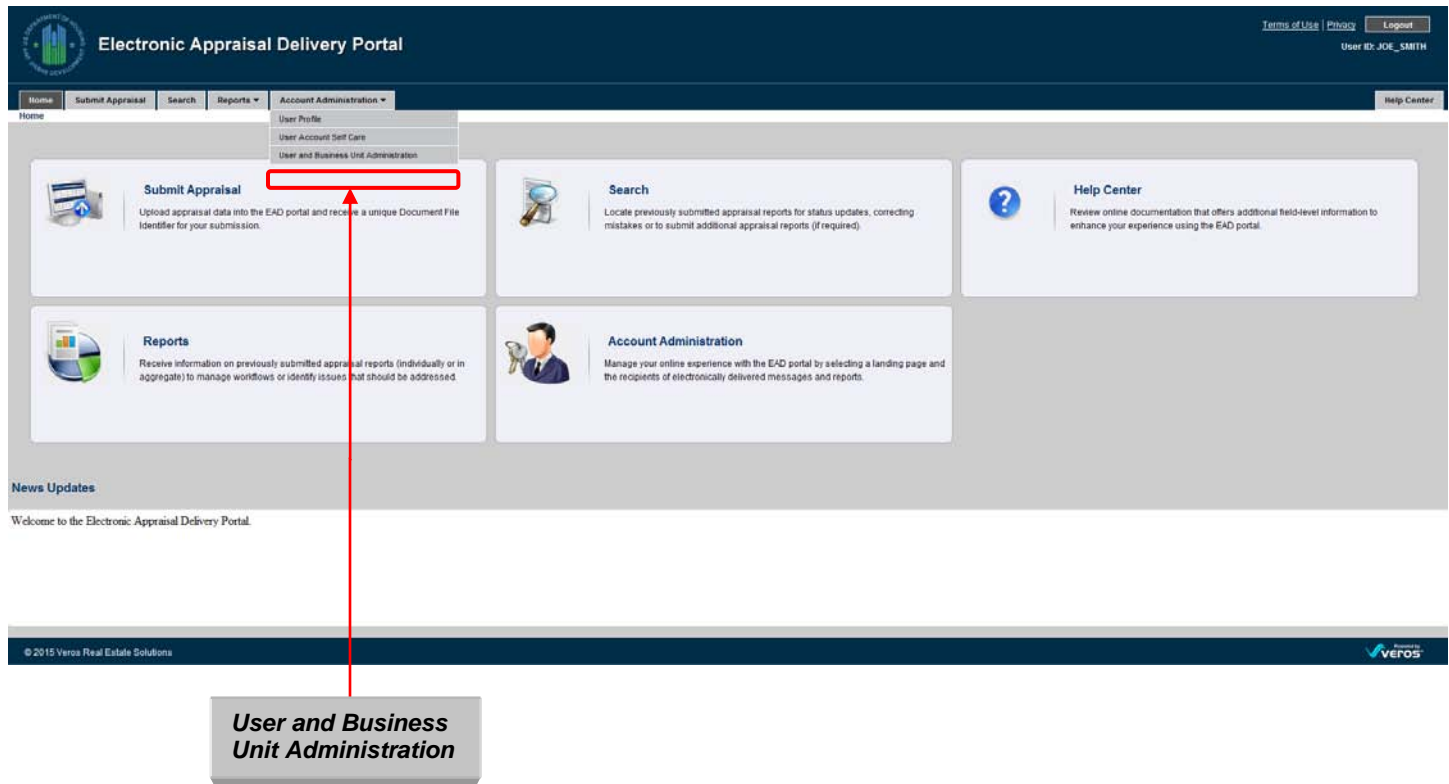 Electronic Appraisal Delivery Portal
Terms of Use | Privacy Logout
User ID: JOE_SMITH
Home Submit Appraisal Search Reports Account Administration Help Center
Home
User Profile
User Account Self Care
User and Business Unit Administration
Submit Appraisal
Upload appraisal data into the EAD portal and receive a unique Document File
Identifier for your submission.
Search
Locate previously submitted appraisal reports for status updates, correcting
mistakes or to submit additional appraisal reports (if required).
Help Center
Review online documentation that offers additional field-level information to
enhance your experience using the EAD portal.
Reports
Receive information on previously submitted appraisal reports (individually or in
aggregate) to manage workflows or identify issues that should be addressed.
Account Administration
Manage your online experience with the EAD portal by selecting a landing page and
the recipients of electronically delivered messages and reports.
News Updates
Welcome to the Electronic Appraisal Delivery Portal.
© 2015 Veros Real Estate Solutions
Powered by
veros
User and Business
Unit Administration